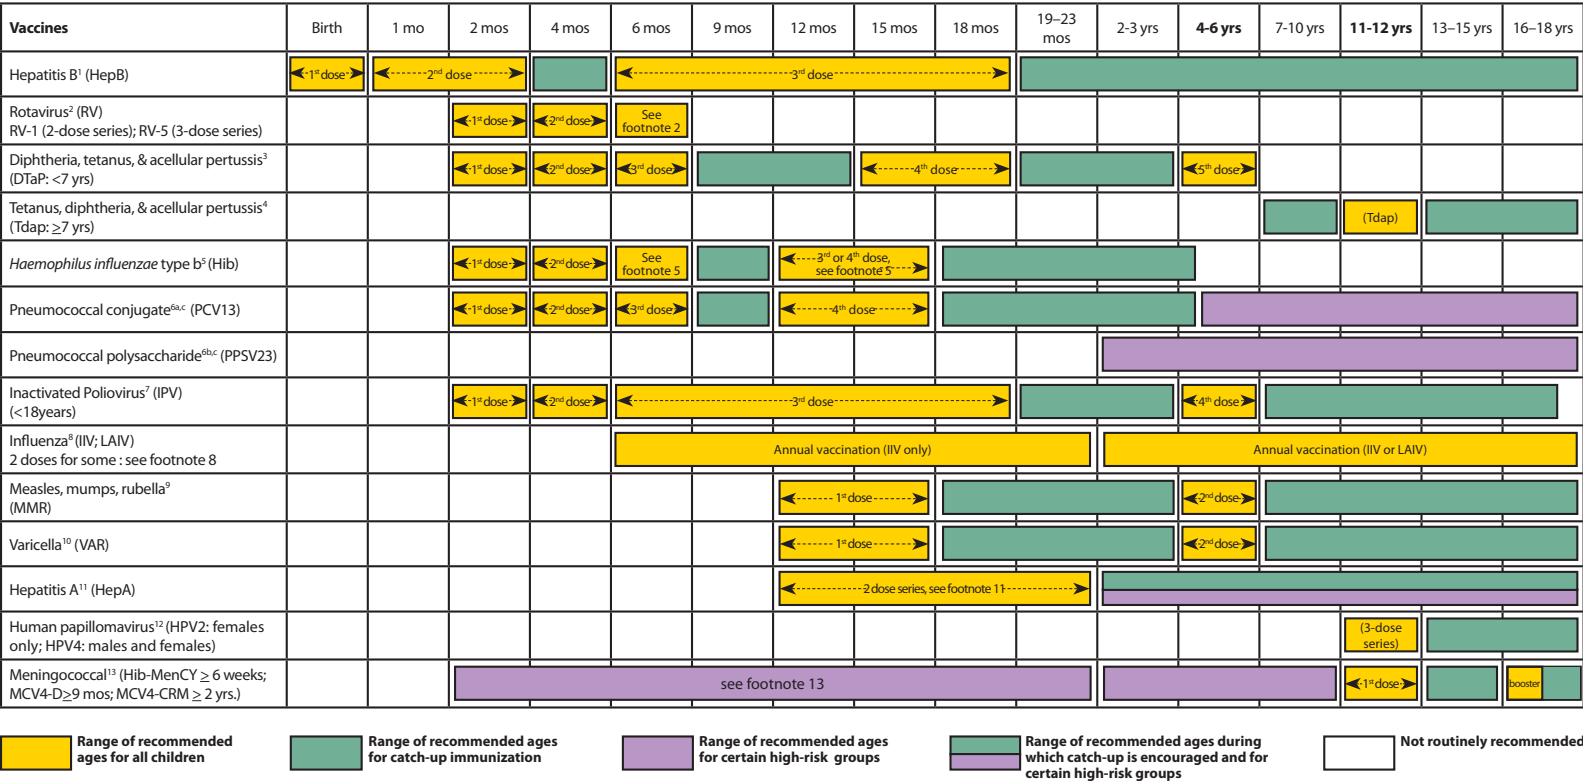 Vaccines Birth 1 mo 2 mos 4 mos 6 mos 9 mos 12 mos 15 mos 18 mos 19–23 mos 2-3 yrs 4-6 yrs 7-10 yrs 11-12 yrs 13–15 yrs 16–18 yrs
Hepatitis B¹ (HepB) 1st dose 2nd dose 3rd dose
Rotavirus² (RV)
RV-1 (2-dose series); RV-5 (3-dose series) 1st dose 2nd dose See footnote 2
Diphtheria, tetanus, & acellular pertussis³
(DTaP: <7 yrs) 1st dose 2nd dose 3rd dose 4th dose 5th dose
Tetanus, diphtheria, & acellular pertussis⁴
(Tdap: ≥7 yrs) (Tdap)
Haemophilus influenzae type b⁵ (Hib) 1st dose 2nd dose See footnote 5 3rd or 4th dose, see footnote 5
Pneumococcal conjugate⁶ᵃ,ᶜ (PCV13) 1st dose 2nd dose 3rd dose 4th dose
Pneumococcal polysaccharide⁶ᵇ,ᶜ (PPSV23)
Inactivated Poliovirus⁷ (IPV)
(<18years) 1st dose 2nd dose 3rd dose 4th dose
Influenza⁸ (IIV; LAIV)
2 doses for some : see footnote 8 Annual vaccination (IIV only) Annual vaccination (IIV or LAIV)
Measles, mumps, rubella⁹
(MMR) 1st dose 2nd dose
Varicella¹⁰ (VAR) 1st dose 2nd dose
Hepatitis A¹¹ (HepA) 2 dose series, see footnote 11
Human papillomavirus¹² (HPV2: females
only; HPV4: males and females) (3-dose series)
Meningococcal¹³ (Hib-MenCY ≥ 6 weeks;
MCV4-D≥9 mos; MCV4-CRM ≥ 2 yrs.) see footnote 13 1st dose booster
Range of recommended
ages for all children
Range of recommended ages
for catch-up immunization
Range of recommended ages
for certain high-risk groups
Range of recommended ages during
which catch-up is encouraged and for
certain high-risk groups
Not routinely recommended